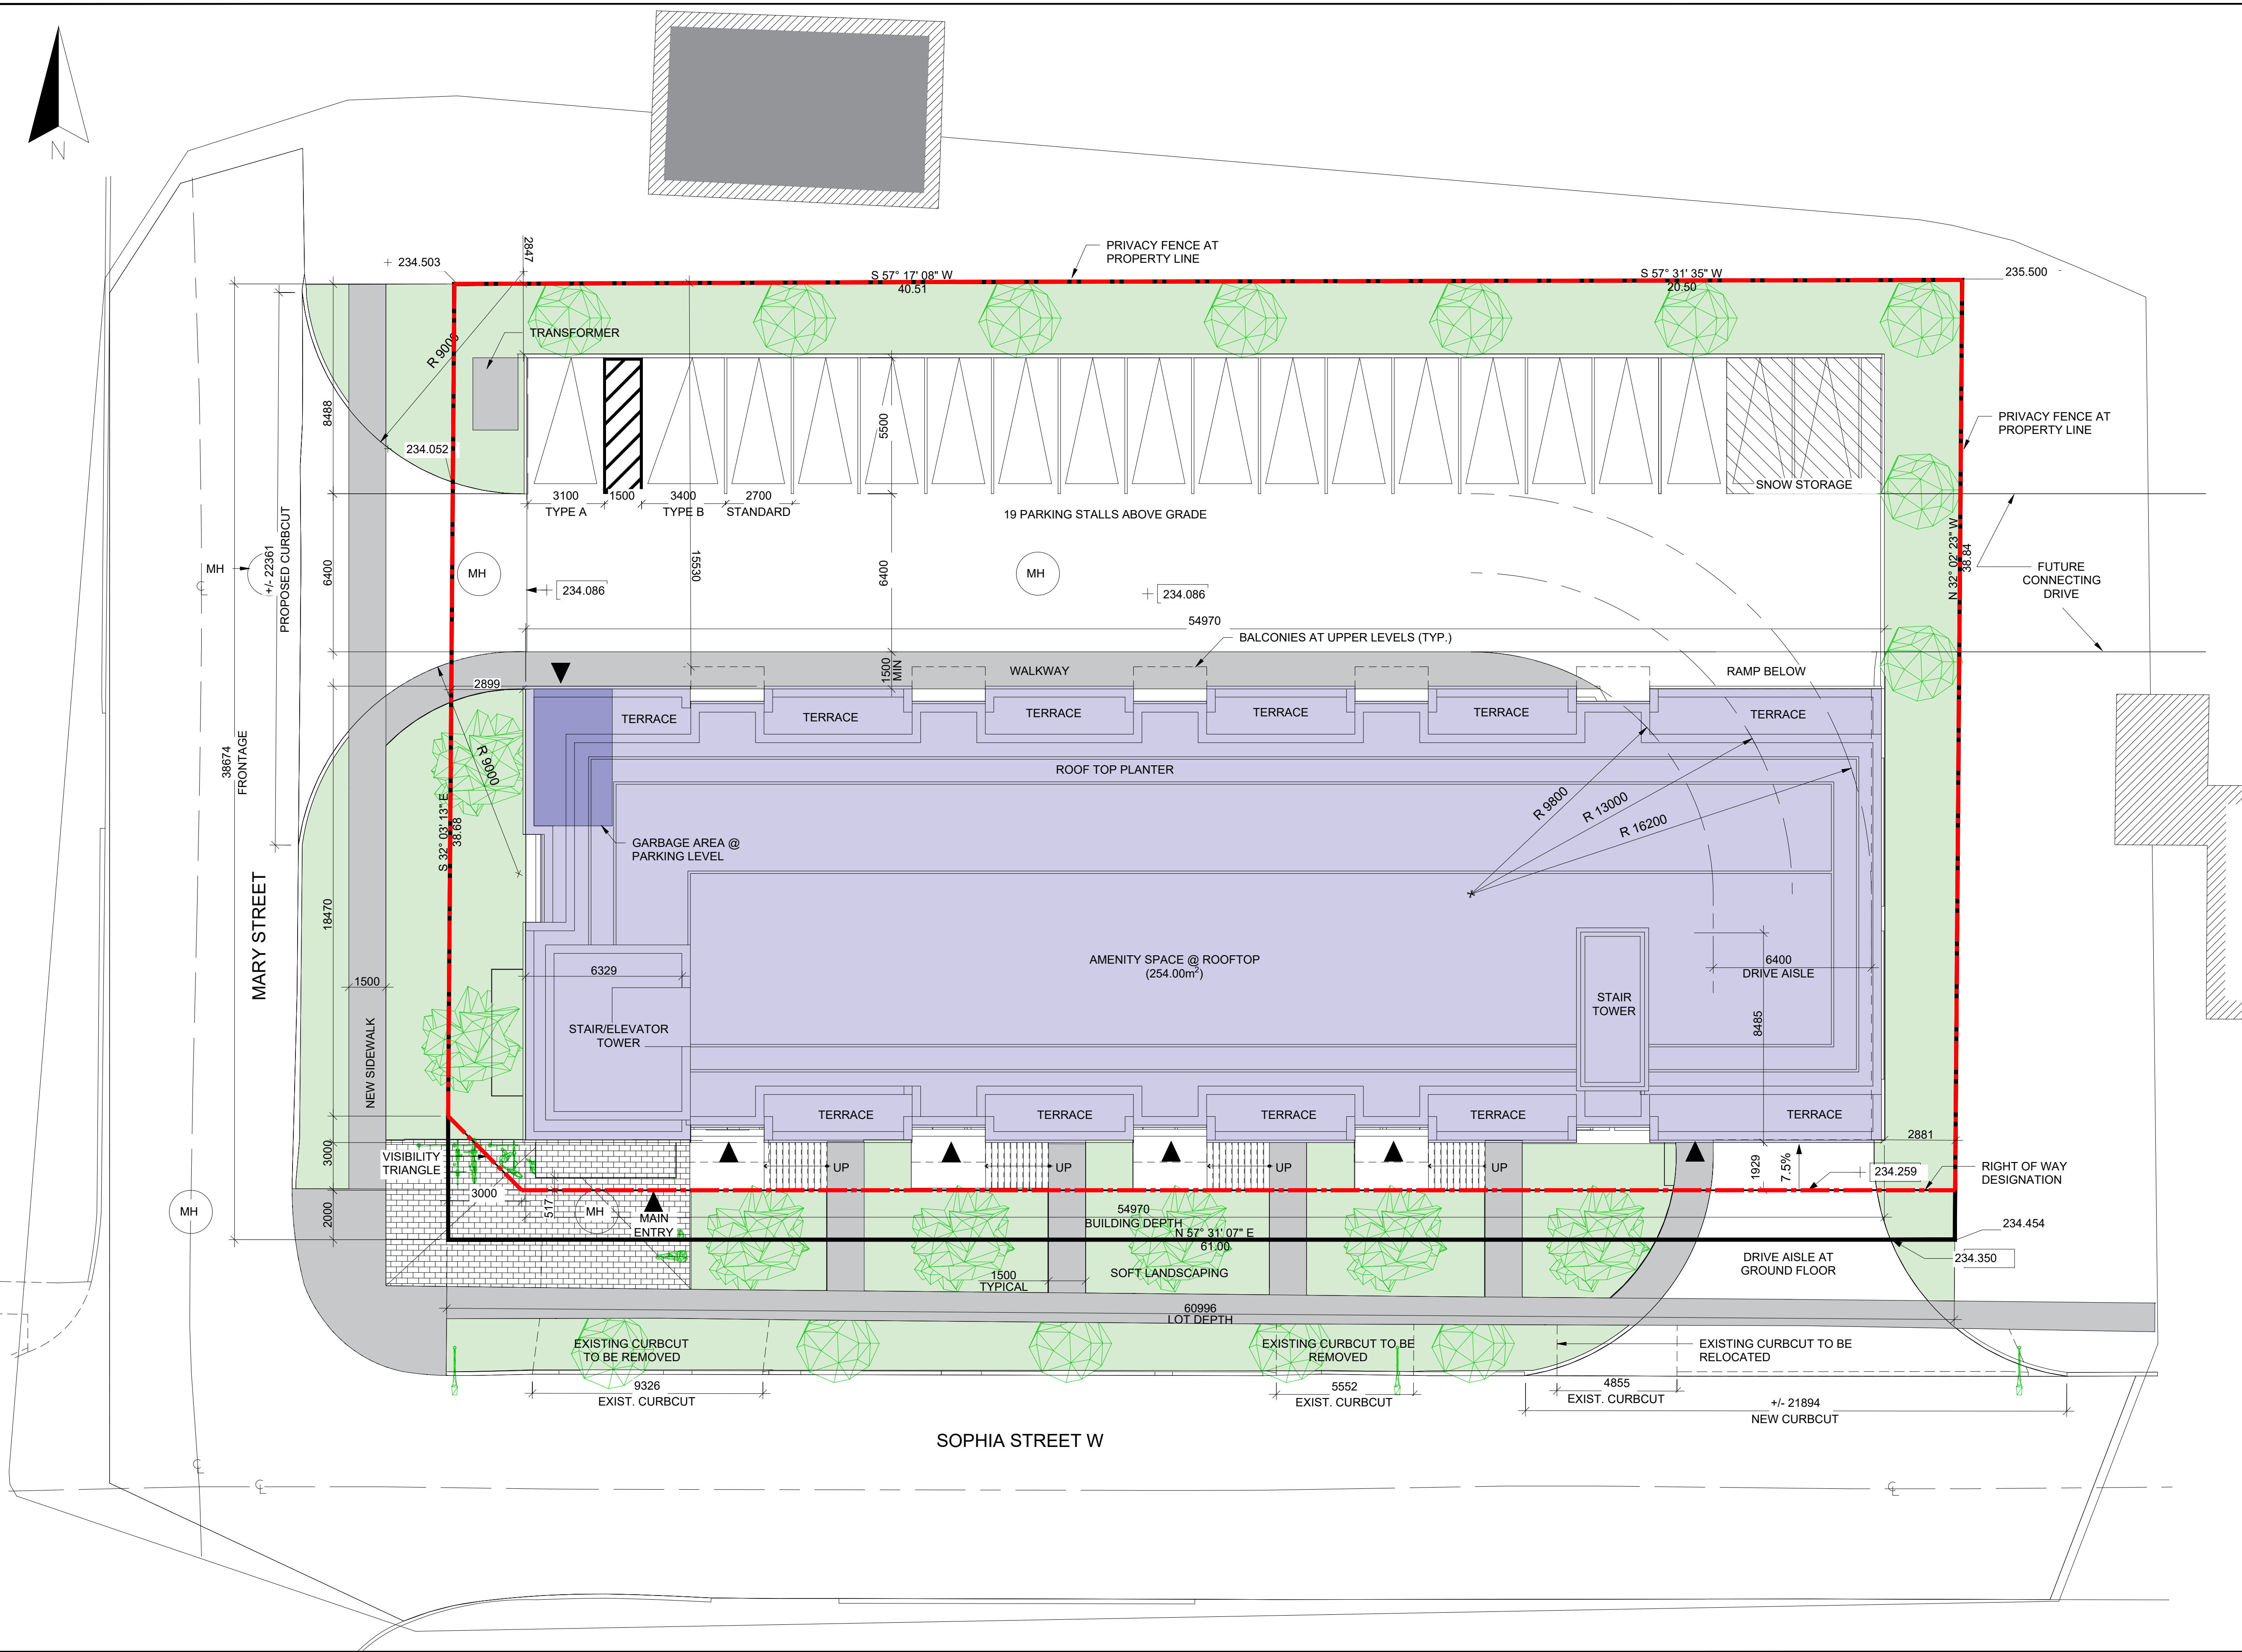 N
PRIVACY FENCE AT
PROPERTY LINE
2847
+ 234.503
S 57° 17' 08" W
40.51
S 57° 31' 35" W
20.50
235.500
R 9000
TRANSFORMER
8488
5500
234.052
PRIVACY FENCE AT
PROPERTY LINE
SNOW STORAGE
3100
TYPE A
1500
3400
TYPE B
2700
STANDARD
19 PARKING STALLS ABOVE GRADE
+/- 22361
PROPOSED CURBCUT
MH
6400
MH
15530
6400
MH
234.086
234.086
N 32° 02' 23" W
38.84
FUTURE
CONNECTING
DRIVE
54970
BALCONIES AT UPPER LEVELS (TYP.)
1500
MIN
WALKWAY
RAMP BELOW
2899
TERRACE
TERRACE
TERRACE
TERRACE
TERRACE
TERRACE
38674
FRONTAGE
R 9000
ROOF TOP PLANTER
R 9800
R 13000
R 16200
S 32° 03' 13" E
38.68
GARBAGE AREA @
PARKING LEVEL
MARY STREET
18470
AMENITY SPACE @ ROOFTOP
(254.00m²)
6329
6400
DRIVE AISLE
1500
STAIR
TOWER
8485
STAIR/ELEVATOR
TOWER
NEW SIDEWALK
TERRACE
TERRACE
TERRACE
TERRACE
TERRACE
2881
3000
VISIBILITY
TRIANGLE
3000
UP
UP
UP
UP
1929
7.5%
234.259
RIGHT OF WAY
DESIGNATION
MH
2000
517
MH
MAIN
ENTRY
54970
BUILDING DEPTH
N 57° 31' 07" E
61.00
234.454
234.350
DRIVE AISLE AT
GROUND FLOOR
1500
TYPICAL
SOFT LANDSCAPING
60996
LOT DEPTH
EXISTING CURBCUT
TO BE REMOVED
EXISTING CURBCUT TO BE
REMOVED
EXISTING CURBCUT TO BE
RELOCATED
9326
EXIST. CURBCUT
5552
EXIST. CURBCUT
4855
EXIST. CURBCUT
+/- 21894
NEW CURBCUT
SOPHIA STREET W